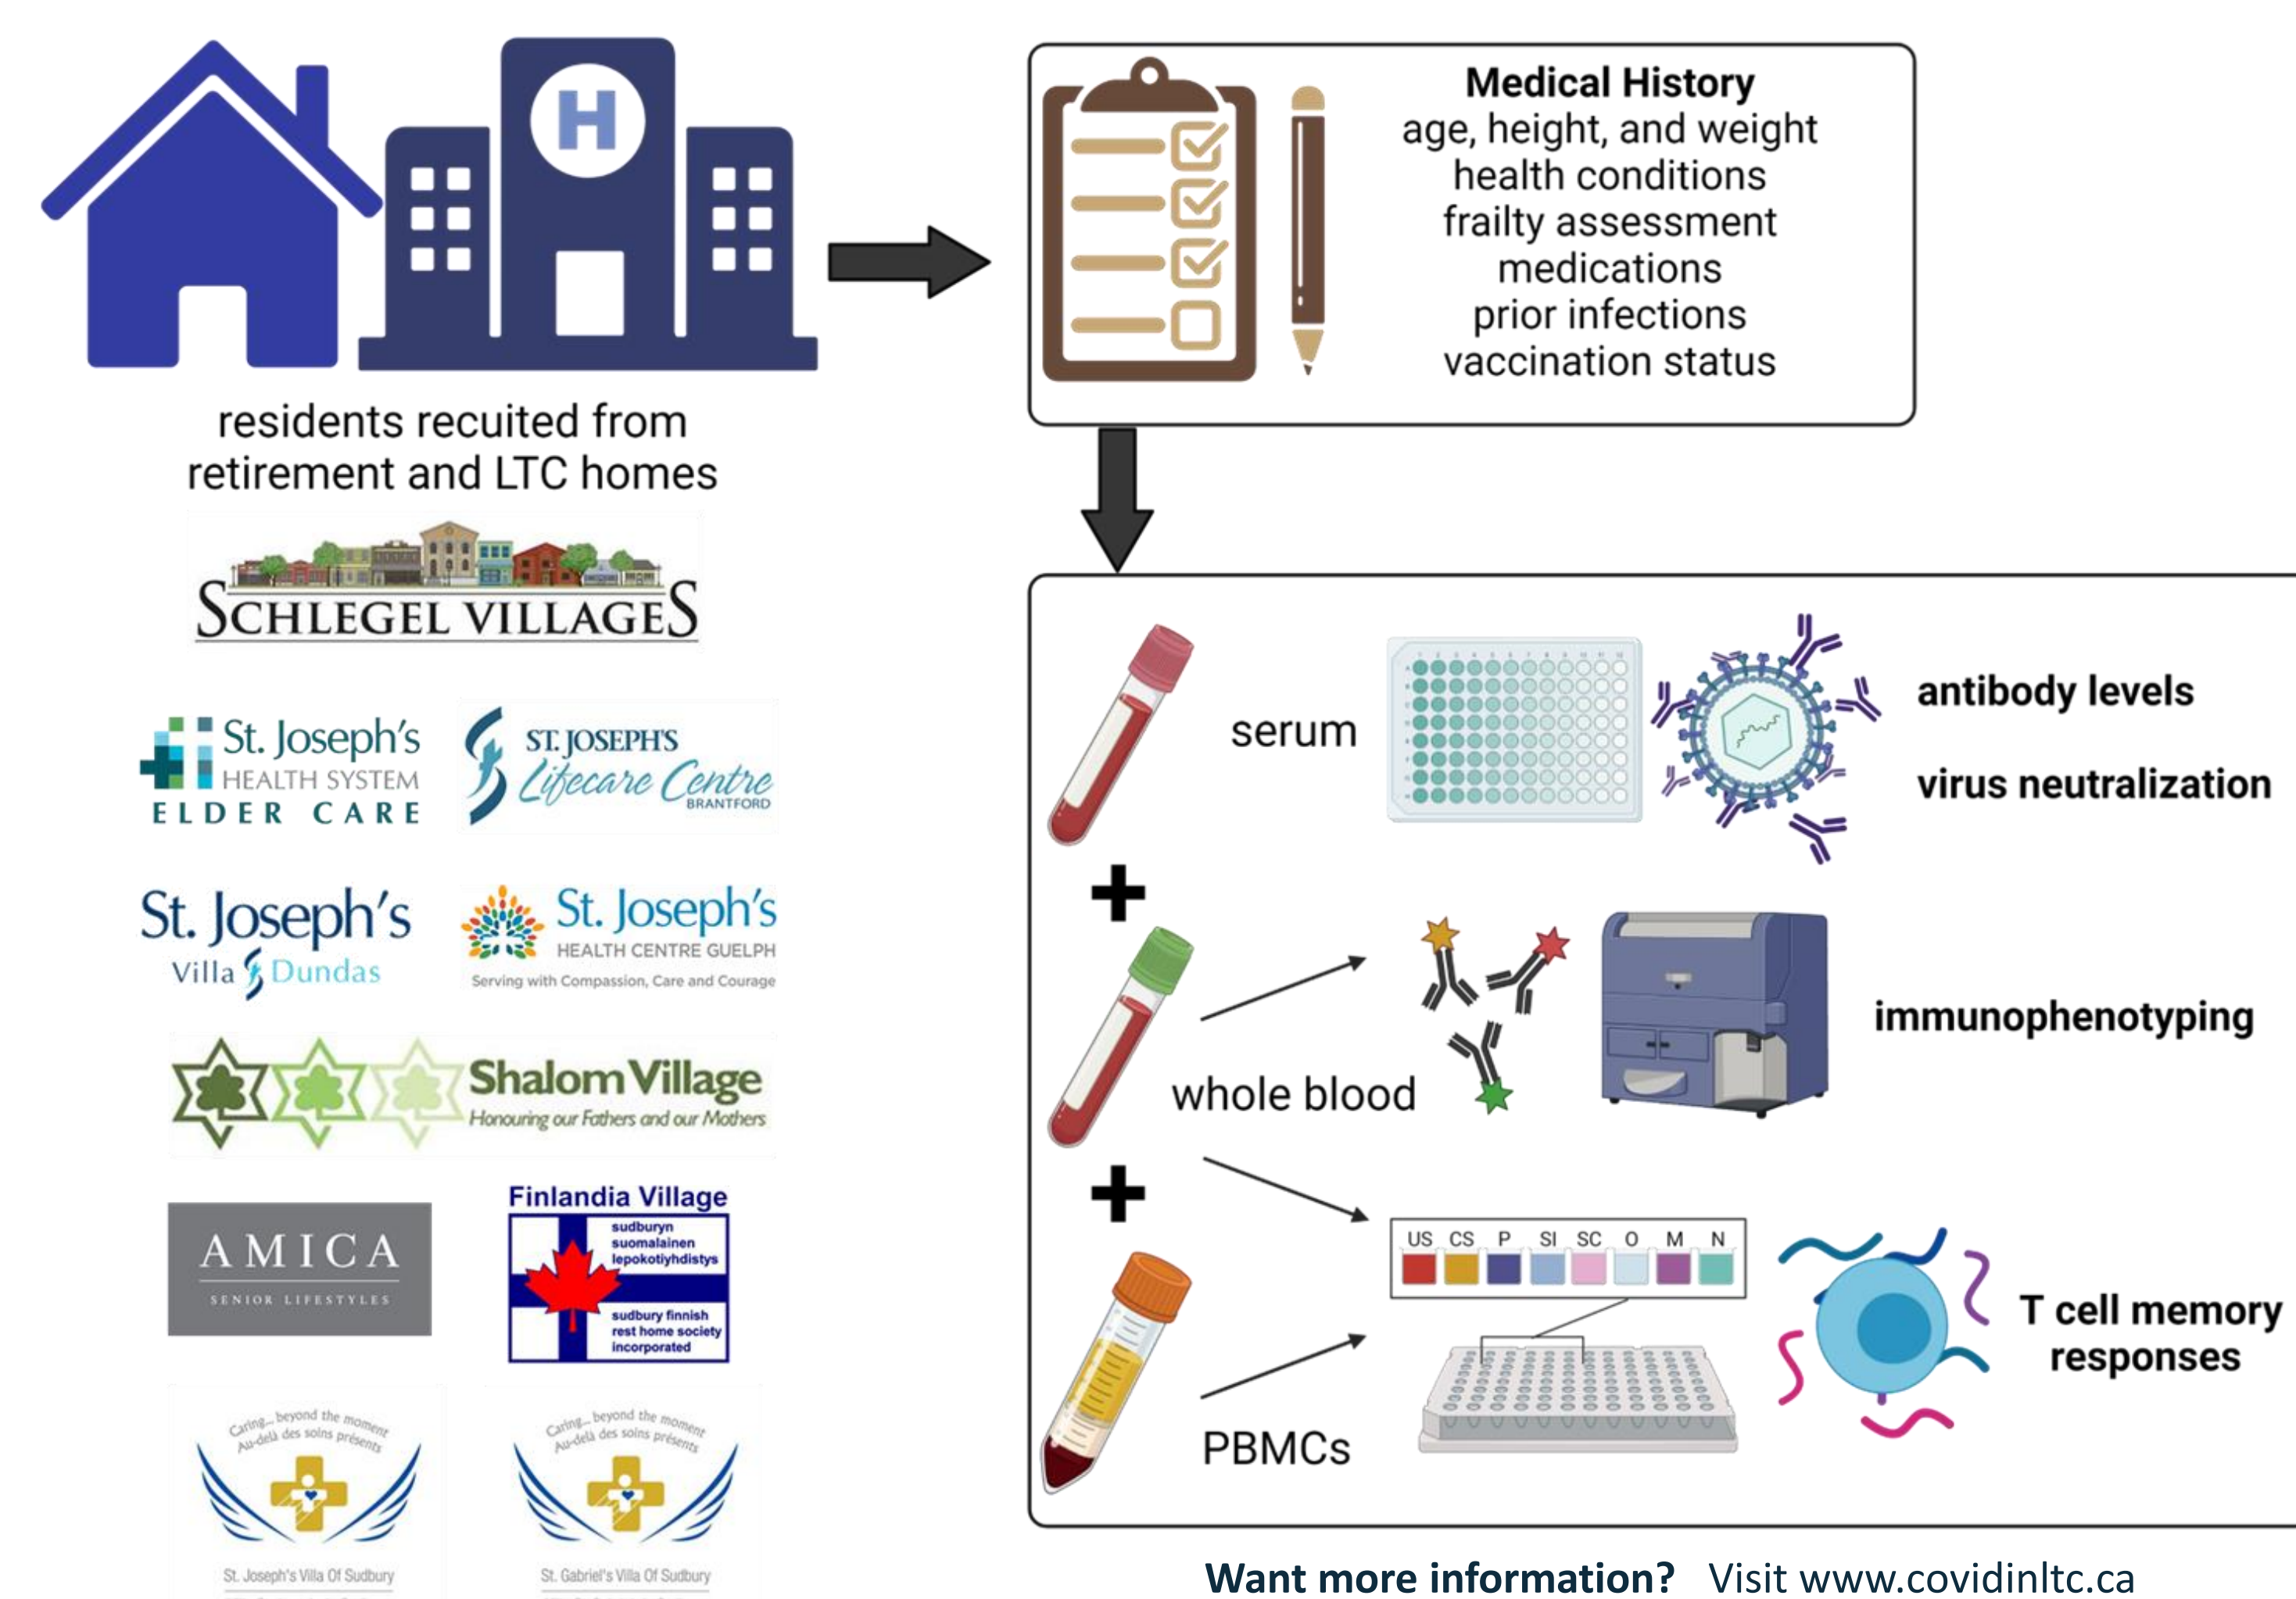 H
residents recuited from
retirement and LTC homes
SCHLEGEL VILLAGES
St. Joseph's
HEALTH SYSTEM
ELDER CARE
ST. JOSEPH'S
Lifecare Centre
BRANTFORD
St. Joseph's
Villa Dundas
St. Joseph's
HEALTH CENTRE GUELPH
Serving with Compassion, Care and Courage
Shalom Village
Honouring our Fathers and our Mothers
AMICA
SENIOR LIFESTYLES
Finlandia Village
sudburyn
suomalainen
lepokotiyhdistys
sudbury finnish
rest home society
incorporated
Caring... beyond the moment
Au-delà des soins présents
St. Joseph's Villa Of Sudbury
Caring... beyond the moment
Au-delà des soins présents
St. Gabriel's Villa Of Sudbury
Medical History
age, height, and weight
health conditions
frailty assessment
medications
prior infections
vaccination status
serum
antibody levels
virus neutralization
whole blood
immunophenotyping
US CS P SI SC O M N
PBMCs
T cell memory
responses
Want more information? Visit www.covidinltc.ca